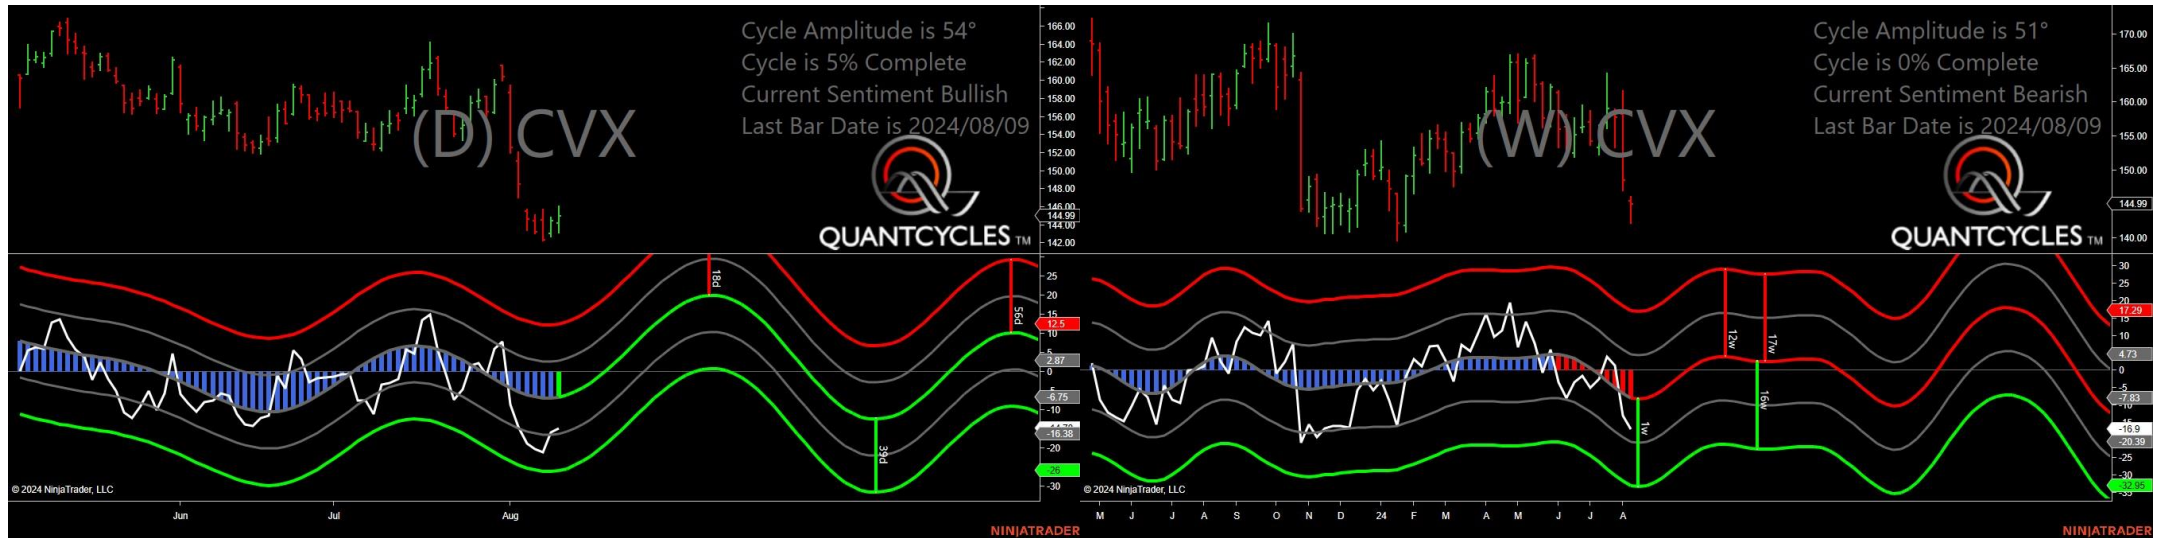 Cycle Amplitude is 54°
Cycle is 5% Complete
Current Sentiment Bullish
Last Bar Date is 2024/08/09
(D) CVX
QUANTCYCLES TM
166.00
164.00
162.00
160.00
158.00
156.00
154.00
152.00
150.00
148.00
146.00
144.99
144.00
142.00
18d
56d
39d
25
20
12.5
10
5
2.87
0
-6.75
-10
-16.38
-20
-26
-30
© 2024 NinjaTrader, LLC
Jun Jul Aug
NINJATRADER
Cycle Amplitude is 51°
Cycle is 0% Complete
Current Sentiment Bearish
Last Bar Date is 2024/08/09
(W) CVX
QUANTCYCLES TM
170.00
165.00
160.00
155.00
150.00
144.99
140.00
12w
17w
16w
1w
30
25
20
17.29
15
10
4.73
0
-5
-7.83
-16.9
-20.39
-25
-30
-32.95
© 2024 NinjaTrader, LLC
M J J A S O N D 24 F M A M J J A
NINJATRADER